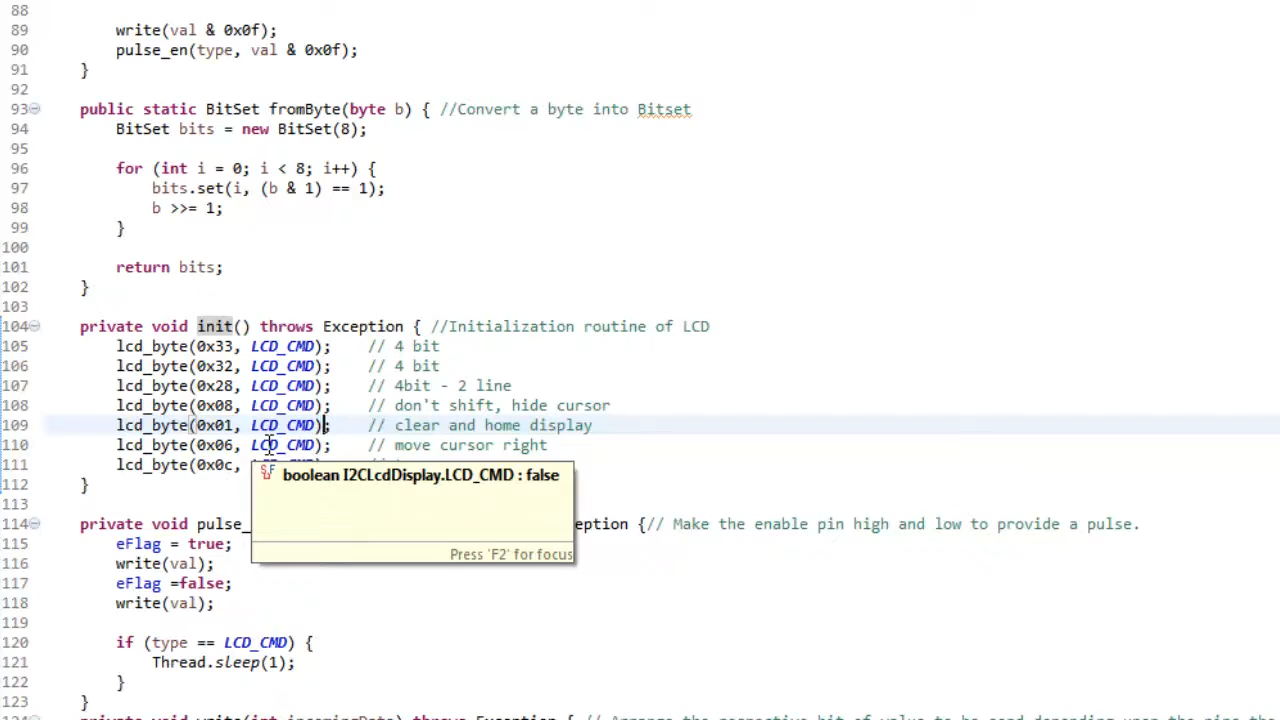 88
89 write(val & 0x0f);
90 pulse_en(type, val & 0x0f);
91 }
92
93 public static BitSet fromByte(byte b) { //Convert a byte into Bitset
94 BitSet bits = new BitSet(8);
95
96 for (int i = 0; i < 8; i++) {
97 bits.set(i, (b & 1) == 1);
98 b >>= 1;
99 }
100
101 return bits;
102 }
103
104 private void init() throws Exception { //Initialization routine of LCD
105 lcd_byte(0x33, LCD_CMD); // 4 bit
106 lcd_byte(0x32, LCD_CMD); // 4 bit
107 lcd_byte(0x28, LCD_CMD); // 4bit - 2 line
108 lcd_byte(0x08, LCD_CMD); // don't shift, hide cursor
109 lcd_byte(0x01, LCD_CMD); // clear and home display
110 lcd_byte(0x06, LCD_CMD); // move cursor right
111 lcd_byte(0x0c,
boolean I2CLcdDisplay.LCD_CMD : false
112 }
113
114 private void pulse_ ception {// Make the enable pin high and low to provide a pulse.
115 eFlag = true;
Press 'F2' for focus
116 write(val);
117 eFlag =false;
118 write(val);
119
120 if (type == LCD_CMD) {
121 Thread.sleep(1);
122 }
123 }